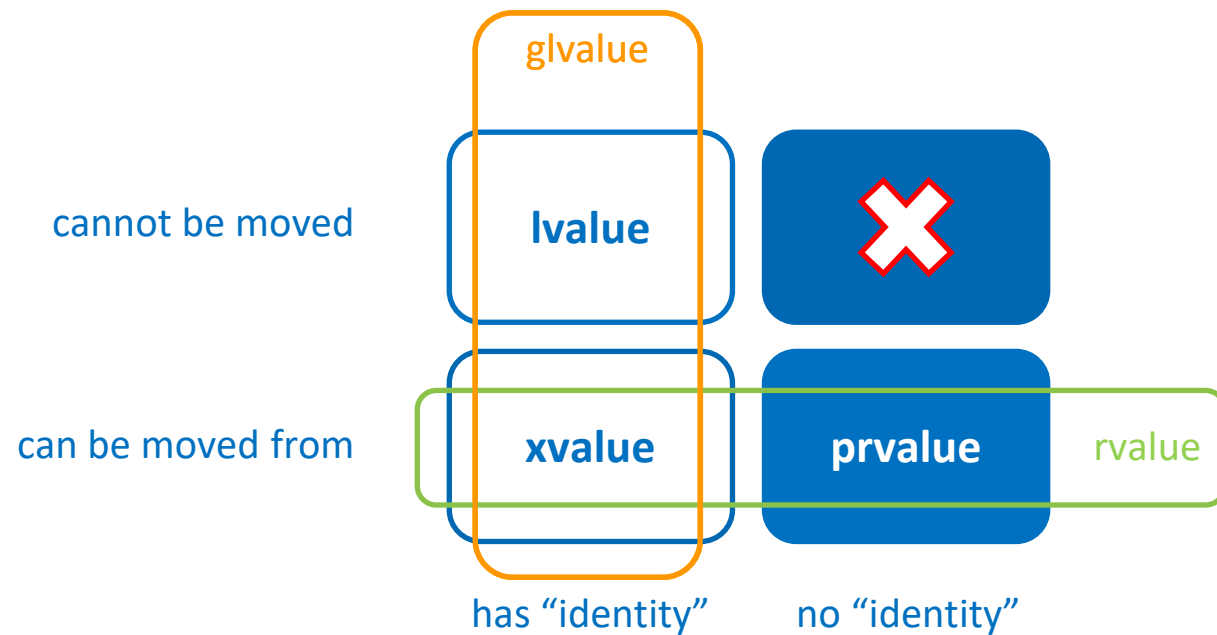 glvalue
cannot be moved
lvalue
can be moved from
xvalue
prvalue
rvalue
has “identity”
no “identity”